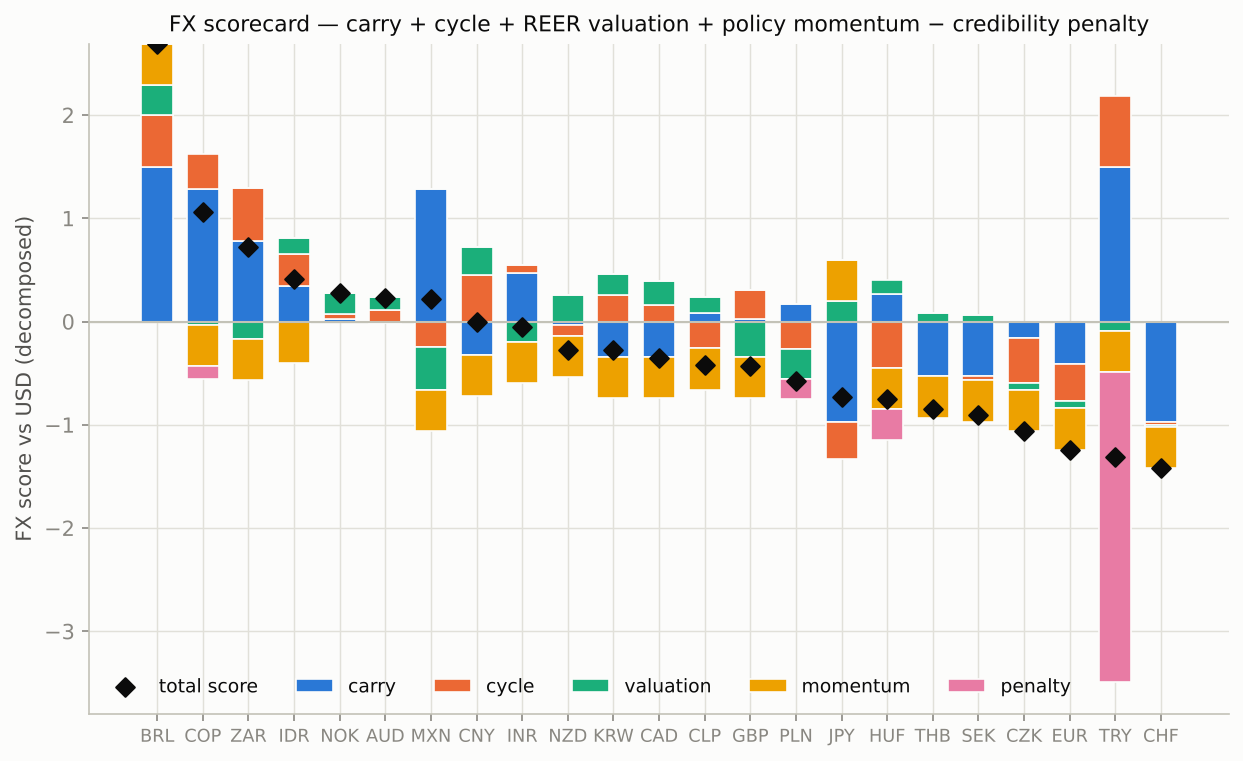 FX scorecard — carry + cycle + REER valuation + policy momentum − credibility penalty
FX score vs USD (decomposed)
2
1
0
−1
−2
−3
total score carry cycle valuation momentum penalty
BRL COP ZAR IDR NOK AUD MXN CNY INR NZD KRW CAD CLP GBP PLN JPY HUF THB SEK CZK EUR TRY CHF